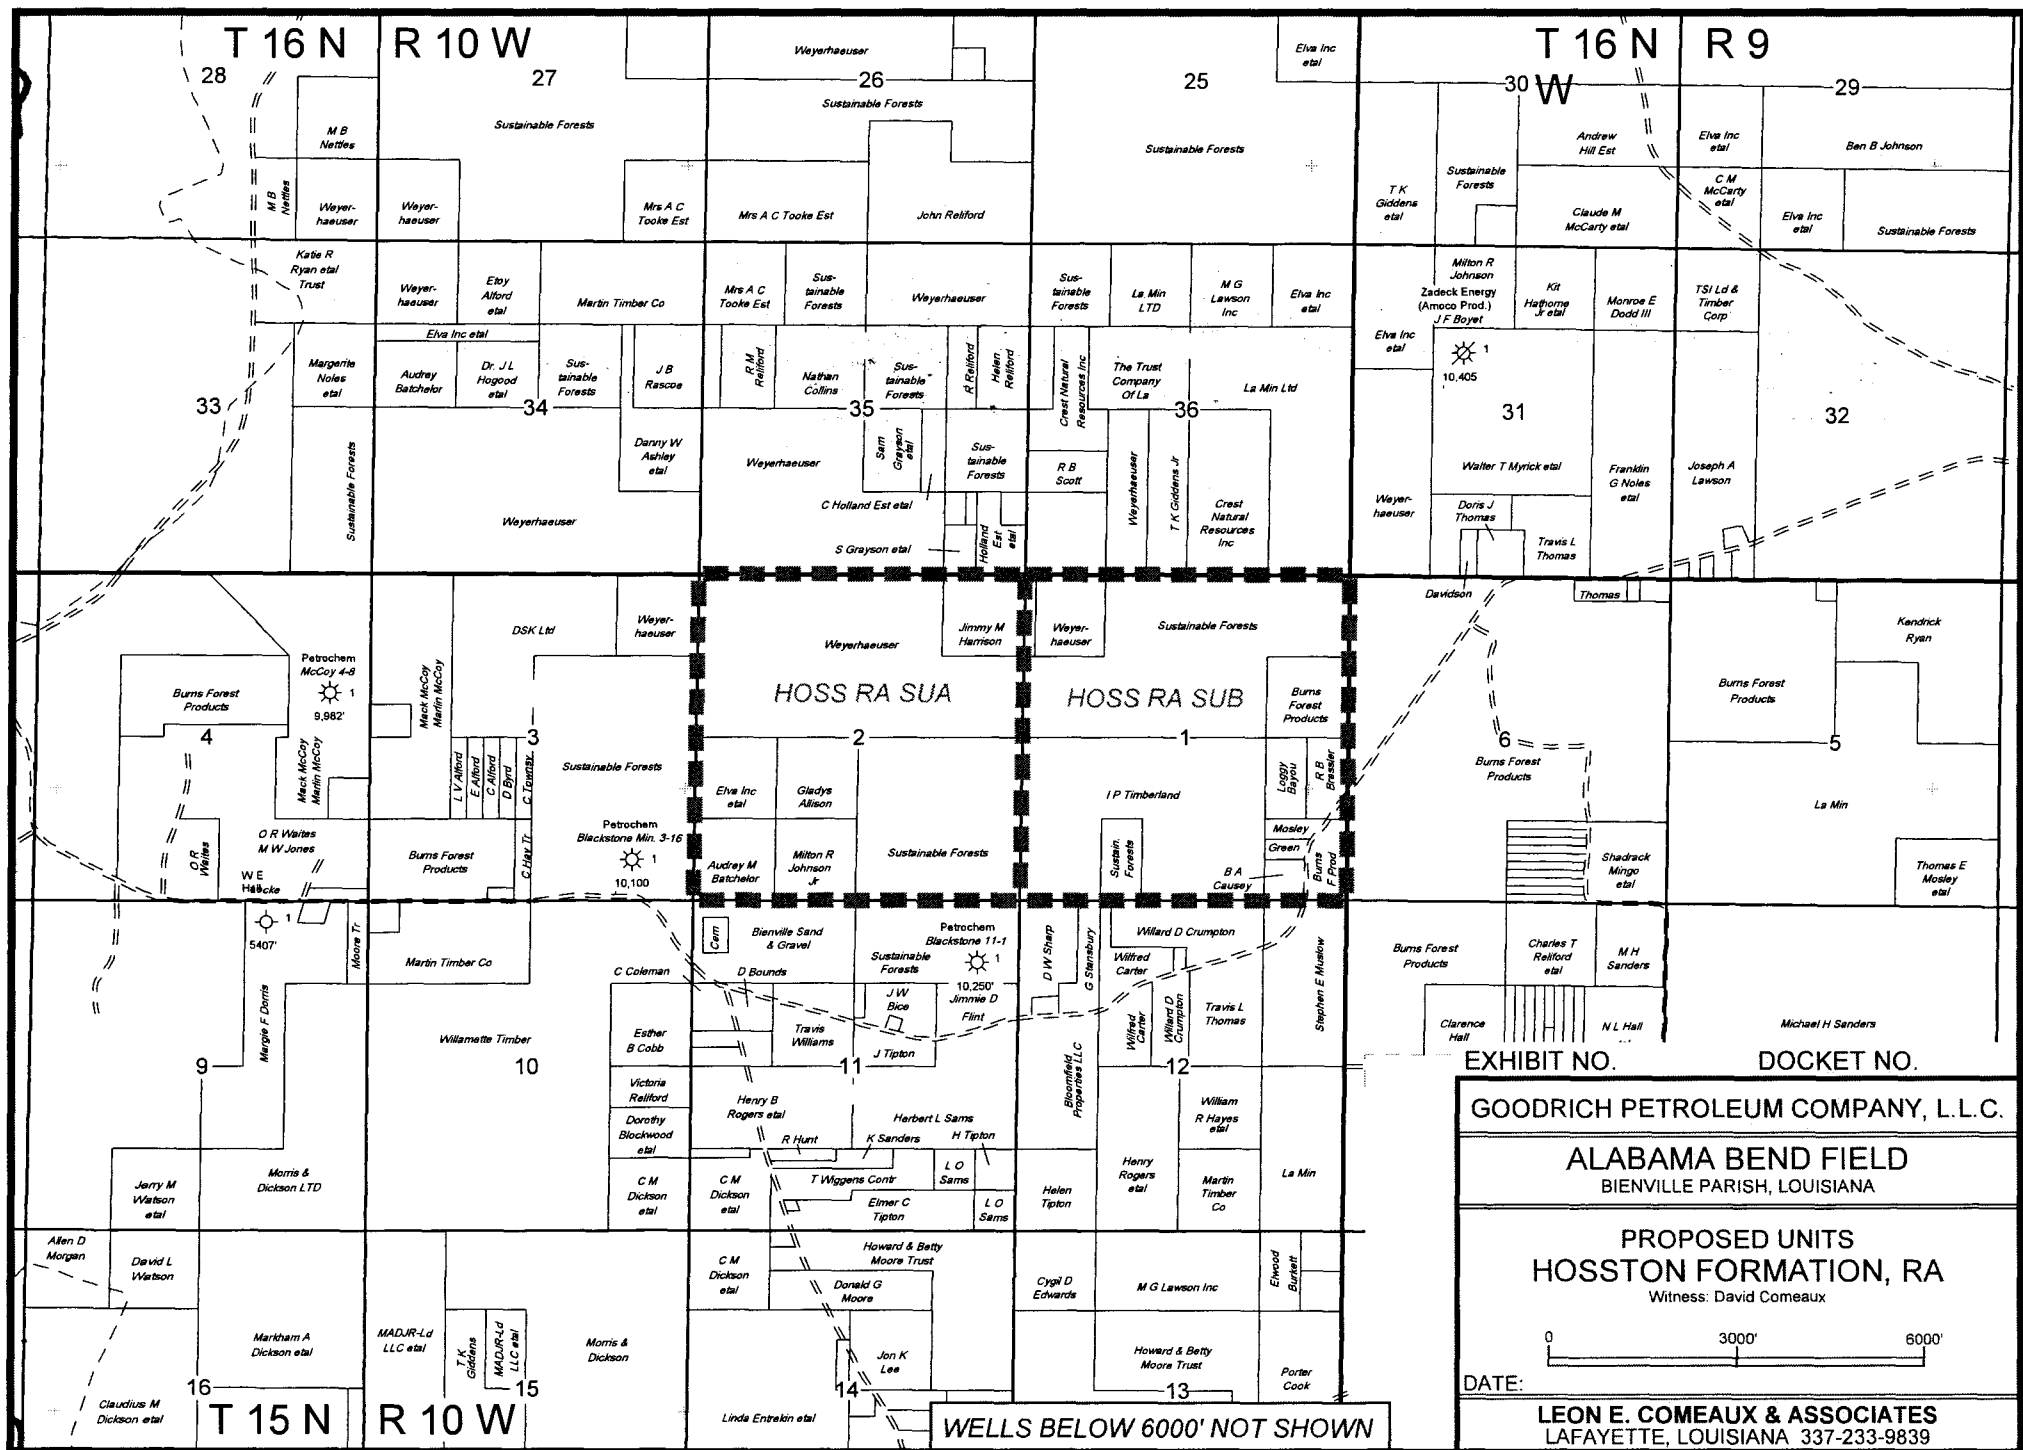 T 16 N R 10 W
T 16 N R 9
W
28
27
26
25
30
29
Weyerhaeuser
Elva Inc
etal
Sustainable Forests
M B
Nettles
Sustainable Forests
Sustainable Forests
Andrew
Hill Est
Elva Inc
etal
Ben B Johnson
M B
Nettles
Weyer-
haeuser
Weyer-
haeuser
Mrs A C
Tooke Est
Mrs A C Tooke Est
John Reliford
T K
Giddens
etal
Sustainable
Forests
Claude M
McCarty etal
C M
McCarty
etal
Elva Inc
etal
Sustainable Forests
Katie R
Ryan etal
Trust
Weyer-
haeuser
Etoy
Alford
etal
Martin Timber Co
Mrs A C
Tooke Est
Sus-
tainable
Forests
Weyerhaeuser
Sus-
tainable
Forests
La. Min
LTD
M G
Lawson
Inc
Elva Inc
etal
Milton R
Johnson
Zadeck Energy
(Amoco Prod.)
J F Boyet
1
10,405
Kit
Hathorne
Jr etal
Monroe E
Dodd III
TSI Ld &
Timber
Corp
Elva Inc etal
Elva Inc
etal
Margerite
Noles
etal
Audrey
Batchelor
Dr. J L
Hogood
etal
Sus-
tainable
Forests
J B
Rascoe
R M
Reliford
Nathan
Collins
Sus-
tainable
Forests
R Reliford
Helen
Reliford
Crest Natural
Resources Inc
The Trust
Company
Of La
La Min Ltd
33
34
35
36
31
32
Sustainable Forests
Danny W
Ashley
etal
Weyerhaeuser
Sam
Grayson
etal
Sus-
tainable
Forests
R B
Scott
Weyerhaeuser
T K Giddens Jr
Crest
Natural
Resources
Inc
Weyer-
haeuser
Walter T Myrick etal
Franklin
G Noles
etal
Joseph A
Lawson
Weyerhaeuser
C Holland Est etal
S Grayson etal
Holland
Est
etal
Doris J
Thomas
Travis L
Thomas
Davidson
Thomas
DSK Ltd
Weyer-
haeuser
Weyerhaeuser
Jimmy M
Harrison
Weyer-
haeuser
Sustainable Forests
Kendrick
Ryan
Petrochem
McCoy 4-8
1
9,982'
Burns Forest
Products
Mack McCoy
Marlin McCoy
HOSS RA SUA
HOSS RA SUB
Burns
Forest
Products
Burns Forest
Products
4
3
2
1
6
5
Mack McCoy
Marlin McCoy
L V Alford
E Alford
C Alford
D Byrd
C Townsy
Sustainable Forests
Elva Inc
etal
Gladys
Allison
I P Timberland
Loggy
Bayou
R B
Bressler
Burns Forest
Products
La Min
O R
Waites
O R Waites
M W Jones
Burns Forest
Products
C Hay Tr
Petrochem
Blackstone Min. 3-16
1
10,100
Audrey M
Batchelor
Milton R
Johnson
Jr
Sustainable Forests
Sustain.
Forests
Mosley
Green
B A
Causey
Burns
F Prod
Shadrack
Mingo
etal
Thomas E
Mosley
etal
W E
1
5407'
Moore Tr
Martin Timber Co
Cem
Bienville Sand
& Gravel
Petrochem
Blackstone 11-1
1
10,250'
Sustainable
Forests
D W Sharp
G Stansbury
Willard D Crumpton
Wilfred
Carter
Stephen E Muslow
Burns Forest
Products
Charles T
Reliford
etal
M H
Sanders
C Coleman
D Bounds
Margie F Dorris
Willamette Timber
Esther
B Cobb
Travis
Williams
J W
Bice
Jimmie D
Flint
J Tipton
Wilfred
Carter
Willard D
Crumpton
Travis L
Thomas
Clarence
Hall
N L Hall
Michael H Sanders
9
10
11
12
Bloomfield
Properties LLC
Victoria
Reliford
Henry B
Rogers etal
Herbert L Sams
William
R Hayes
etal
Dorothy
Blockwood
etal
R Hunt
K Sanders
H Tipton
Jerry M
Watson
etal
Morris &
Dickson LTD
C M
Dickson
etal
C M
Dickson
etal
T Wiggens Contr
L O
Sams
Elmer C
Tipton
L O
Sams
Helen
Tipton
Henry
Rogers
etal
Martin
Timber
Co
La Min
Allen D
Morgan
David L
Watson
C M
Dickson
etal
Howard & Betty
Moore Trust
Donald G
Moore
Cygil D
Edwards
M G Lawson Inc
Elwood
Burkett
Markham A
Dickson etal
MADJR-Ld
LLC etal
T K
Giddens
MADJR-Ld
LLC etal
Morris &
Dickson
Jon K
Lee
Howard & Betty
Moore Trust
Porter
Cook
16
15
14
13
Claudius M
Dickson etal
Linda Entrekin etal
T 15 N R 10 W
WELLS BELOW 6000' NOT SHOWN
EXHIBIT NO. DOCKET NO.
GOODRICH PETROLEUM COMPANY, L.L.C.
ALABAMA BEND FIELD
BIENVILLE PARISH, LOUISIANA
PROPOSED UNITS
HOSSTON FORMATION, RA
Witness: David Comeaux
0 3000' 6000'
DATE:
LEON E. COMEAUX & ASSOCIATES
LAFAYETTE, LOUISIANA 337-233-9839